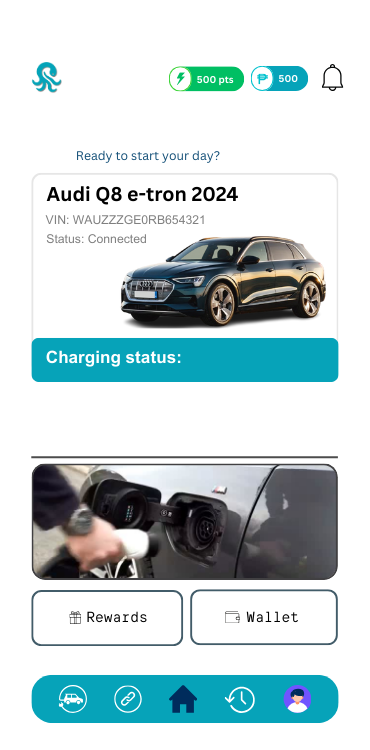 500 pts
₱ 500
Ready to start your day?
Audi Q8 e-tron 2024
VIN: WAUZZZGE0RB654321
Status: Connected
Charging status:
Rewards
Wallet